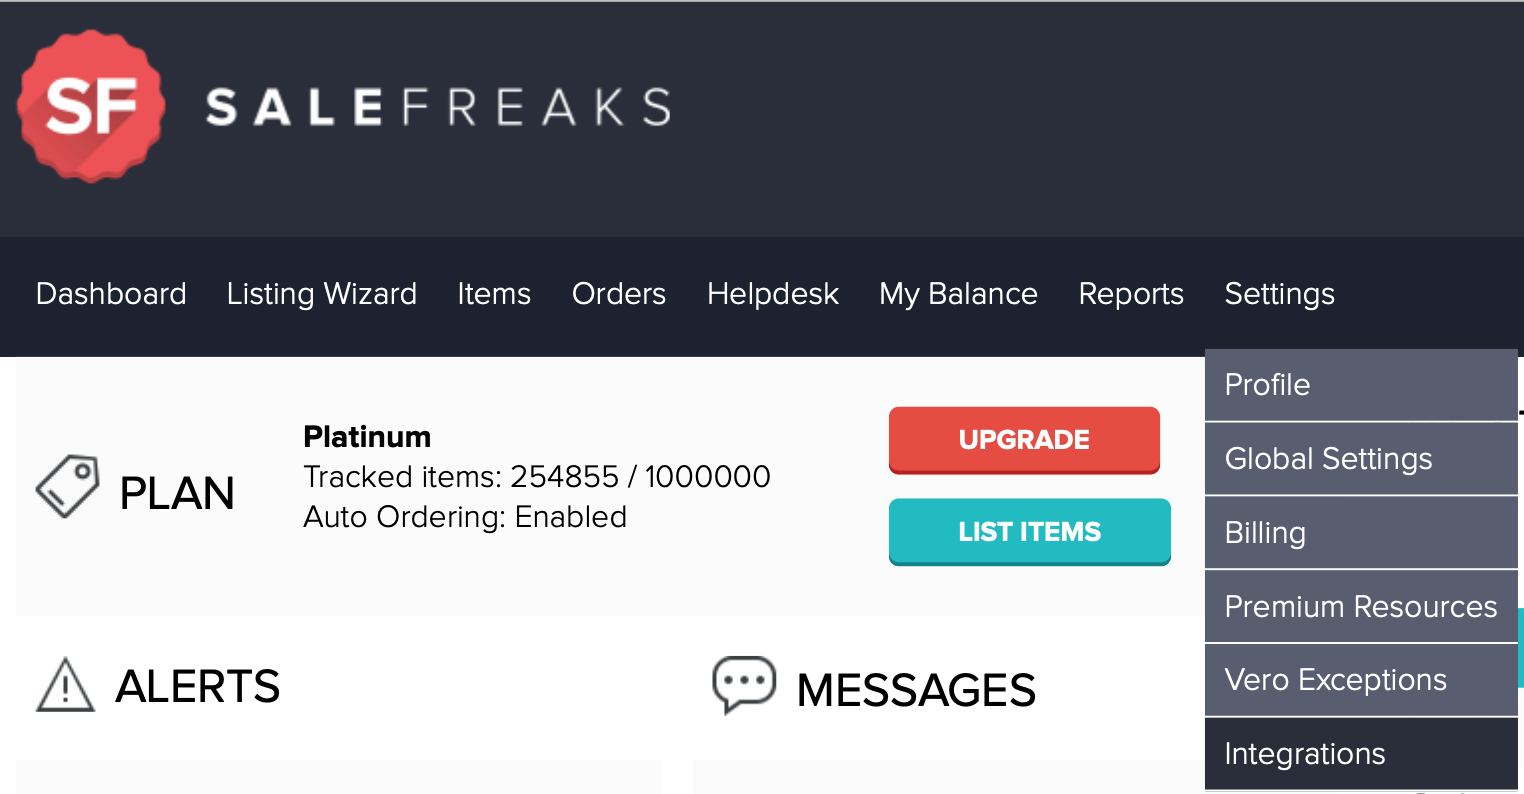 SF
SALEFREAKS
Dashboard Listing Wizard Items Orders Helpdesk My Balance Reports Settings
Profile
Global Settings
Billing
Premium Resources
Vero Exceptions
Integrations
PLAN
Platinum
Tracked items: 254855 / 1000000
Auto Ordering: Enabled
UPGRADE
LIST ITEMS
ALERTS
MESSAGES